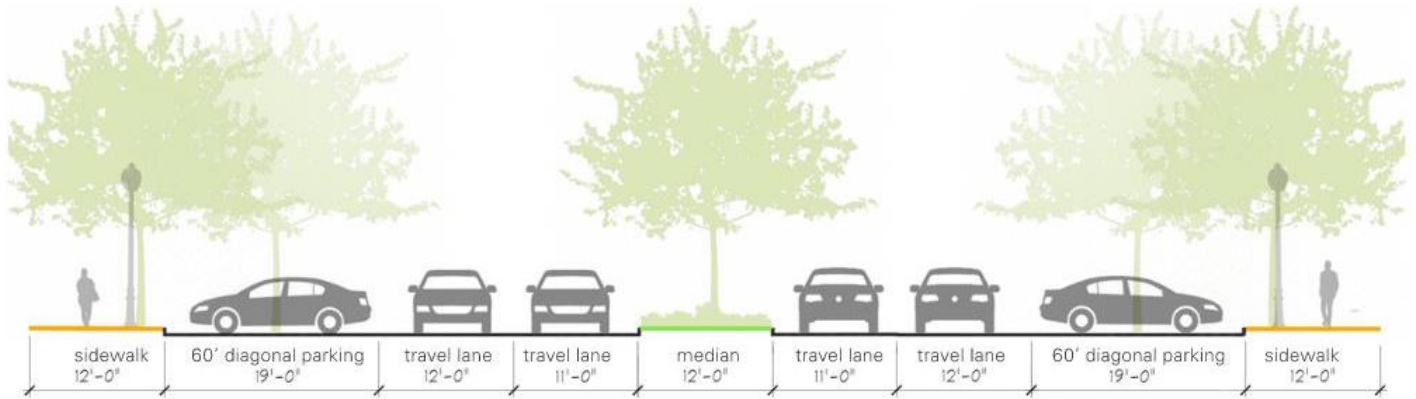 sidewalk 60' diagonal parking travel lane travel lane median travel lane travel lane 60' diagonal parking sidewalk
12'-0" 19'-0" 12'-0" 11'-0" 12'-0" 11'-0" 12'-0" 19'-0" 12'-0"